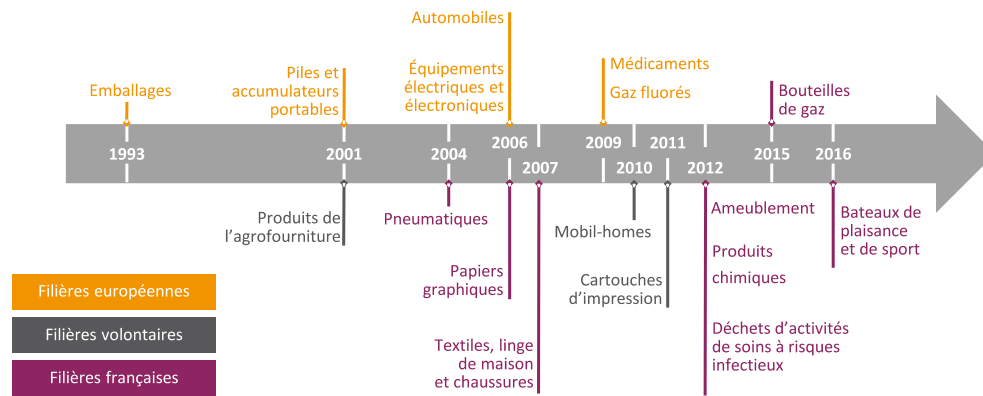 Automobiles
Équipements
électriques et
électroniques
Piles et
accumulateurs
portables
Emballages
Médicaments
Gaz fluorés
Bouteilles
de gaz
1993
2001
2004
2006
2007
2009
2010
2011
2012
2015
2016
Produits de
l'agrofourniture
Pneumatiques
Papiers
graphiques
Textiles, linge
de maison
et chaussures
Mobil-homes
Cartouches
d'impression
Ameublement
Produits
chimiques
Déchets d'activités
de soins à risques
infectieux
Bateaux de
plaisance
et de sport
Filières européennes
Filières volontaires
Filières françaises